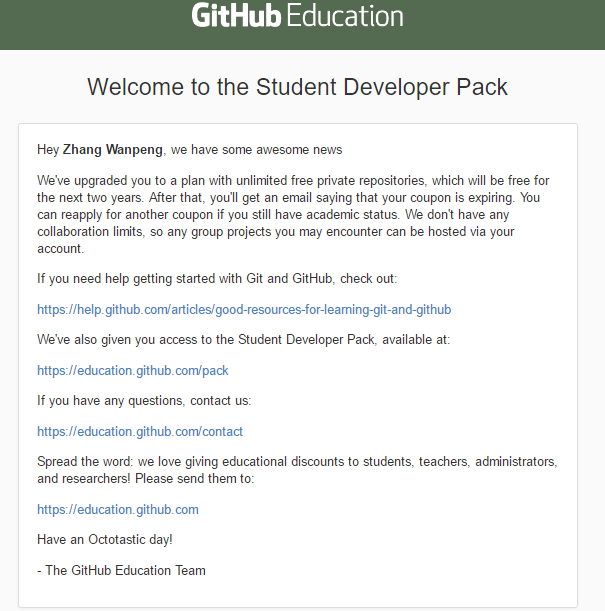 GitHub Education
Welcome to the Student Developer Pack
Hey Zhang Wanpeng, we have some awesome news
We've upgraded you to a plan with unlimited free private repositories, which will be free for
the next two years. After that, you'll get an email saying that your coupon is expiring. You
can reapply for another coupon if you still have academic status. We don't have any
collaboration limits, so any group projects you may encounter can be hosted via your
account.
If you need help getting started with Git and GitHub, check out:
https://help.github.com/articles/good-resources-for-learning-git-and-github
We've also given you access to the Student Developer Pack, available at:
https://education.github.com/pack
If you have any questions, contact us:
https://education.github.com/contact
Spread the word: we love giving educational discounts to students, teachers, administrators,
and researchers! Please send them to:
https://education.github.com
Have an Octotastic day!
- The GitHub Education Team